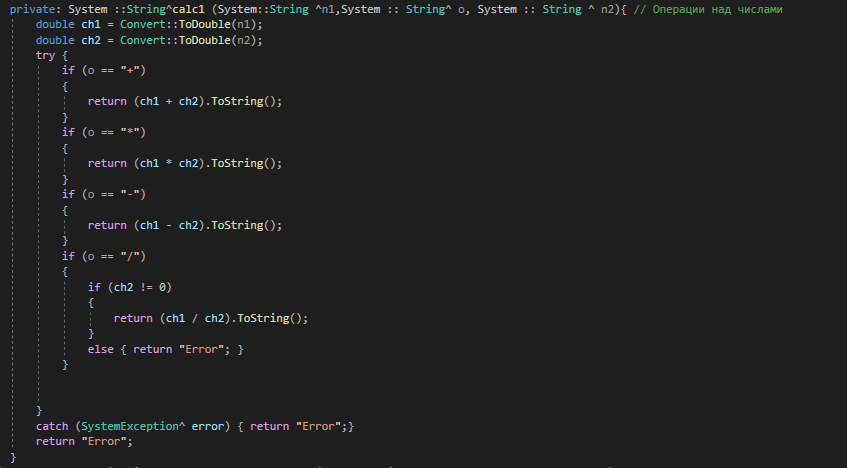 private: System ::String^calc1 (System::String ^n1,System :: String^ o, System :: String ^ n2){ // Операции над числами
    double ch1 = Convert::ToDouble(n1);
    double ch2 = Convert::ToDouble(n2);
    try {
        if (o == "+")
        {
            return (ch1 + ch2).ToString();
        }
        if (o == "*")
        {
            return (ch1 * ch2).ToString();
        }
        if (o == "-")
        {
            return (ch1 - ch2).ToString();
        }
        if (o == "/")
        {
            if (ch2 != 0)
            {
                return (ch1 / ch2).ToString();
            }
            else { return "Error"; }
        }
    }
    catch (SystemException^ error) { return "Error";}
    return "Error";
}